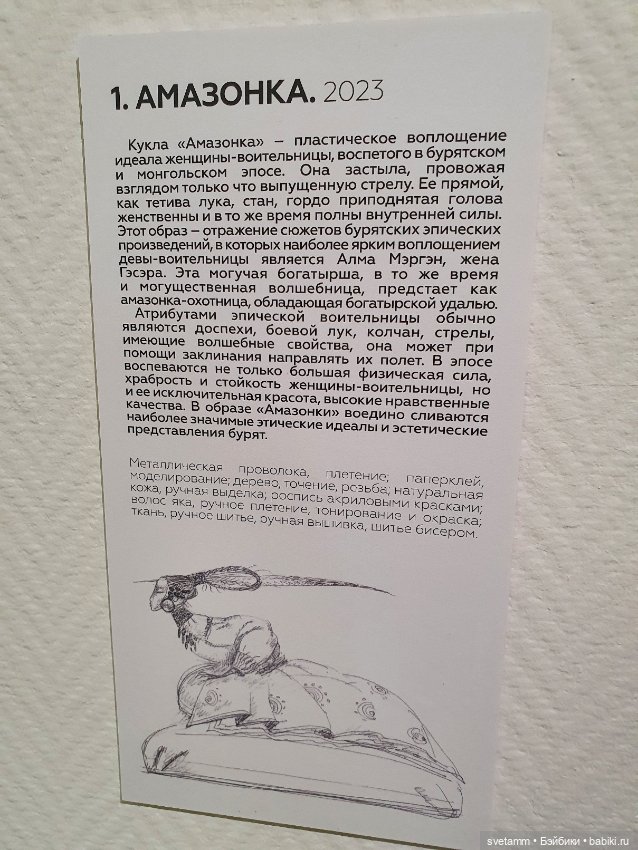 1. АМАЗОНКА. 2023
Кукла «Амазонка» – пластическое воплощение
идеала женщины-воительницы, воспетого в бурятском
и монгольском эпосе. Она застыла, провожая
взглядом только что выпущенную стрелу. Ее прямой,
как тетива лука, стан, гордо приподнятая голова
женственны и в то же время полны внутренней силы.
Этот образ – отражение сюжетов бурятских эпических
произведений, в которых наиболее ярким воплощением
девы-воительницы является Алма Мэргэн, жена
Гэсэра. Эта могучая богатырша, в то же время
и могущественная волшебница, предстает как
амазонка-охотница, обладающая богатырской удалью.
Атрибутами эпической воительницы обычно
являются доспехи, боевой лук, колчан, стрелы,
имеющие волшебные свойства, она может при
помощи заклинания направлять их полет. В эпосе
воспеваются не только большая физическая сила,
храбрость и стойкость женщины-воительницы, но
и ее исключительная красота, высокие нравственные
качества. В образе «Амазонки» воедино сливаются
наиболее значимые этические идеалы и эстетические
представления бурят.
Металлическая проволока, плетение; паперклей,
моделирование; дерево, точение, резьба; натуральная
кожа, ручная выделка; роспись акриловыми красками;
волос яка, ручное плетение, тонирование и окраска;
ткань, ручное шитье, ручная вышивка, шитье бисером.
svetamm • Бэйбики • babiki.ru